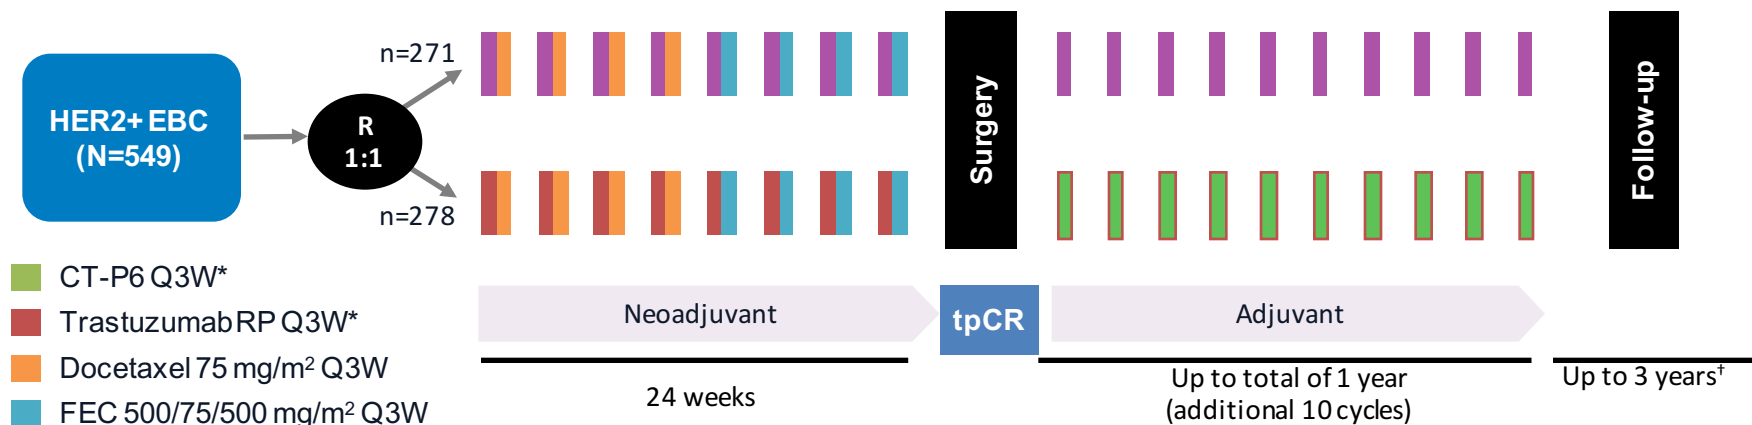 HER2+ EBC
(N=549)
R
1:1
n=271
n=278
Surgery
Follow-up
CT-P6 Q3W*
Trastuzumab RP Q3W*
Docetaxel 75 mg/m² Q3W
FEC 500/75/500 mg/m² Q3W
Neoadjuvant
tpCR
Adjuvant
24 weeks
Up to total of 1 year
(additional 10 cycles)
Up to 3 years†